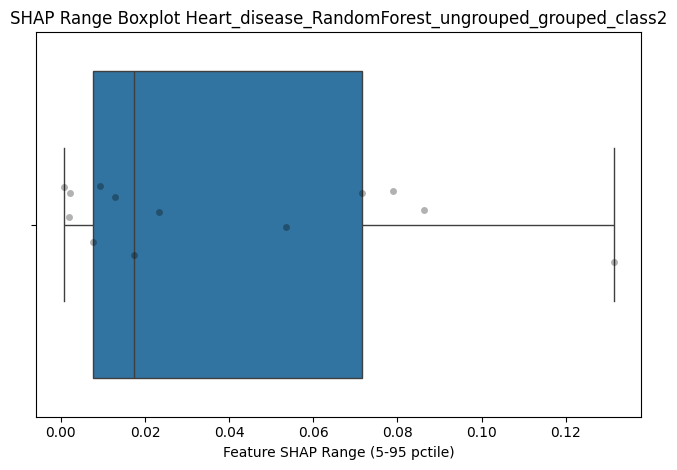 SHAP Range Boxplot Heart_disease_RandomForest_ungrouped_grouped_class2
0.00 0.02 0.04 0.06 0.08 0.10 0.12
Feature SHAP Range (5-95 pctile)